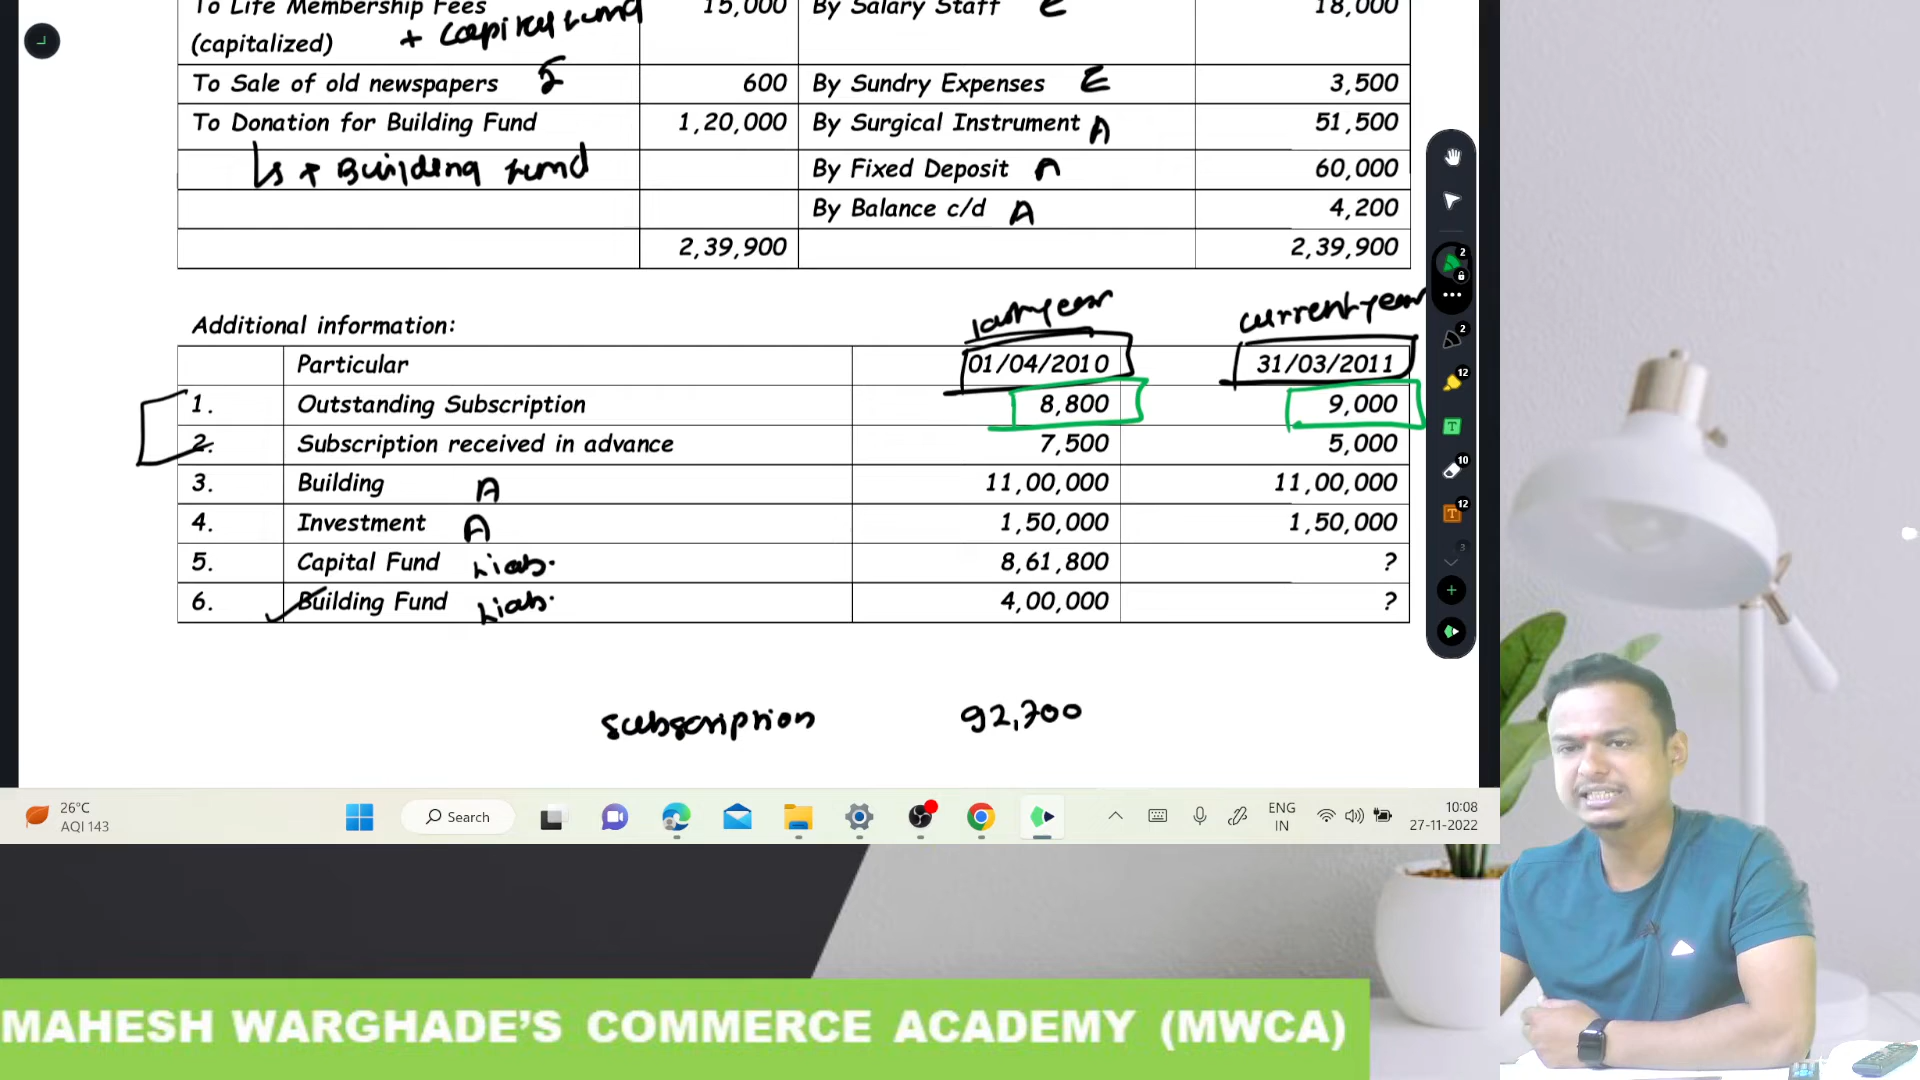 To Life Membership Fees 15,000 By Salary Staff E 18,000
(capitalized) + capital fund
To Sale of old newspapers I 600 By Sundry Expenses E 3,500
To Donation for Building Fund 1,20,000 By Surgical Instrument A 51,500
Ls + Building fund By Fixed Deposit A 60,000
By Balance c/d A 4,200
2,39,900 2,39,900
last year current year
Additional information:
Particular 01/04/2010 31/03/2011
1. Outstanding Subscription 8,800 9,000
2. Subscription received in advance 7,500 5,000
3. Building A 11,00,000 11,00,000
4. Investment A 1,50,000 1,50,000
5. Capital Fund Liab. 8,61,800 ?
6. Building Fund Liab. 4,00,000 ?
subscription 92,700
2
2
12
T
10
T 12
3
26°C
AQI 143
Search
ENG
IN
10:08
27-11-2022
MAHESH WARGHADE'S COMMERCE ACADEMY (MWCA)